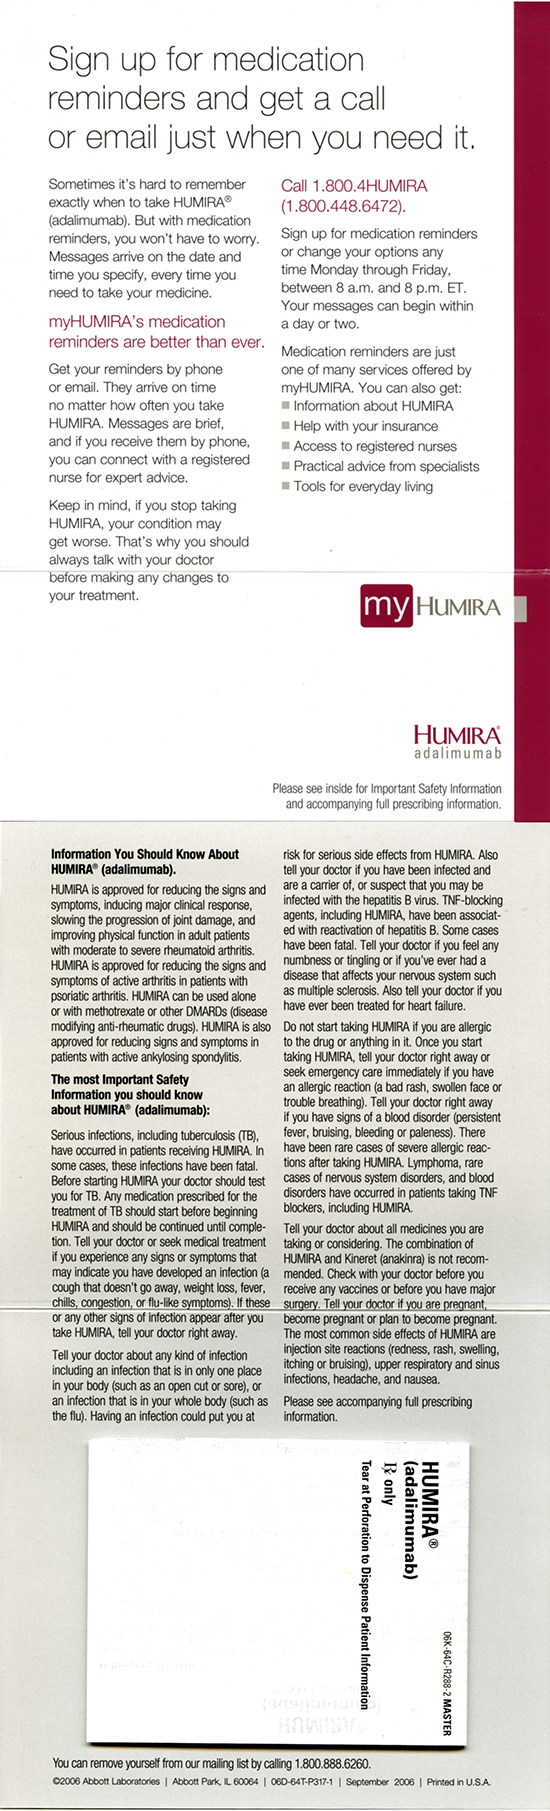 Sign up for medication
reminders and get a call
or email just when you need it.
Sometimes it's hard to remember
exactly when to take HUMIRA®
(adalimumab). But with medication
reminders, you won't have to worry.
Messages arrive on the date and
time you specify, every time you
need to take your medicine.
myHUMIRA's medication
reminders are better than ever.
Get your reminders by phone
or email. They arrive on time
no matter how often you take
HUMIRA. Messages are brief,
and if you receive them by phone,
you can connect with a registered
nurse for expert advice.
Keep in mind, if you stop taking
HUMIRA, your condition may
get worse. That's why you should
always talk with your doctor
before making any changes to
your treatment.
Call 1.800.4HUMIRA
(1.800.448.6472).
Sign up for medication reminders
or change your options any
time Monday through Friday,
between 8 a.m. and 8 p.m. ET.
Your messages can begin within
a day or two.
Medication reminders are just
one of many services offered by
myHUMIRA. You can also get:
■ Information about HUMIRA
■ Help with your insurance
■ Access to registered nurses
■ Practical advice from specialists
■ Tools for everyday living
my HUMIRA
HUMIRA®
adalimumab
Please see inside for Important Safety Information
and accompanying full prescribing information.
Information You Should Know About
HUMIRA® (adalimumab).
HUMIRA is approved for reducing the signs and
symptoms, inducing major clinical response,
slowing the progression of joint damage, and
improving physical function in adult patients
with moderate to severe rheumatoid arthritis.
HUMIRA is approved for reducing the signs and
symptoms of active arthritis in patients with
psoriatic arthritis. HUMIRA can be used alone
or with methotrexate or other DMARDs (disease
modifying anti-rheumatic drugs). HUMIRA is also
approved for reducing signs and symptoms in
patients with active ankylosing spondylitis.
The most Important Safety
Information you should know
about HUMIRA® (adalimumab):
Serious infections, including tuberculosis (TB),
have occurred in patients receiving HUMIRA. In
some cases, these infections have been fatal.
Before starting HUMIRA your doctor should test
you for TB. Any medication prescribed for the
treatment of TB should start before beginning
HUMIRA and should be continued until comple-
tion. Tell your doctor or seek medical treatment
if you experience any signs or symptoms that
may indicate you have developed an infection (a
cough that doesn't go away, weight loss, fever,
chills, congestion, or flu-like symptoms). If these
or any other signs of infection appear after you
take HUMIRA, tell your doctor right away.
Tell your doctor about any kind of infection
including an infection that is in only one place
in your body (such as an open cut or sore), or
an infection that is in your whole body (such as
the flu). Having an infection could put you at
risk for serious side effects from HUMIRA. Also
tell your doctor if you have been infected and
are a carrier of, or suspect that you may be
infected with the hepatitis B virus. TNF-blocking
agents, including HUMIRA, have been associat-
ed with reactivation of hepatitis B. Some cases
have been fatal. Tell your doctor if you feel any
numbness or tingling or if you've ever had a
disease that affects your nervous system such
as multiple sclerosis. Also tell your doctor if you
have ever been treated for heart failure.
Do not start taking HUMIRA if you are allergic
to the drug or anything in it. Once you start
taking HUMIRA, tell your doctor right away or
seek emergency care immediately if you have
an allergic reaction (a bad rash, swollen face or
trouble breathing). Tell your doctor right away
if you have signs of a blood disorder (persistent
fever, bruising, bleeding or paleness). There
have been rare cases of severe allergic reac-
tions after taking HUMIRA. Lymphoma, rare
cases of nervous system disorders, and blood
disorders have occurred in patients taking TNF
blockers, including HUMIRA.
Tell your doctor about all medicines you are
taking or considering. The combination of
HUMIRA and Kineret (anakinra) is not recom-
mended. Check with your doctor before you
receive any vaccines or before you have major
surgery. Tell your doctor if you are pregnant,
become pregnant or plan to become pregnant.
The most common side effects of HUMIRA are
injection site reactions (redness, rash, swelling,
itching or bruising), upper respiratory and sinus
infections, headache, and nausea.
Please see accompanying full prescribing
information.
06K-64C-R288-2 MASTER
HUMIRA®
(adalimumab)
℞ only
Tear at Perforation to Dispense Patient Information
You can remove yourself from our mailing list by calling 1.800.888.6260.
©2006 Abbott Laboratories | Abbott Park, IL 60064 | 06D-64T-P317-1 | September 2006 | Printed in U.S.A.